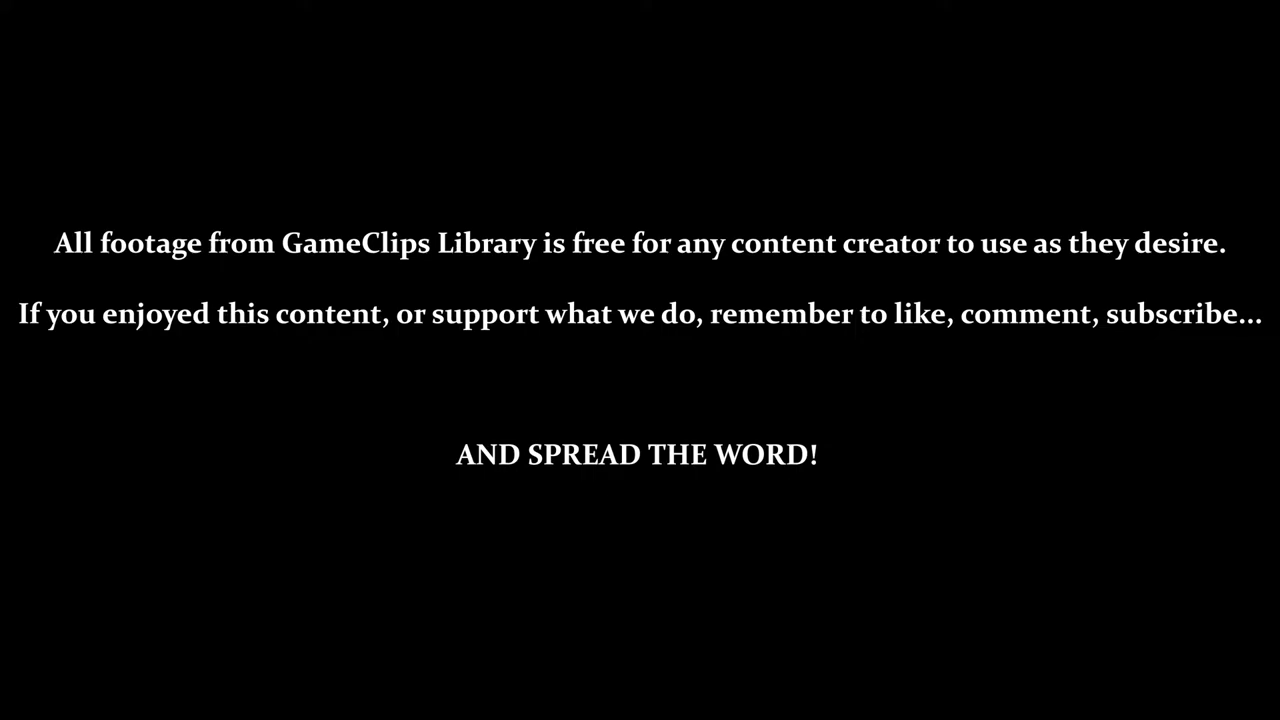 All footage from GameClips Library is free for any content creator to use as they desire.
If you enjoyed this content, or support what we do, remember to like, comment, subscribe...
AND SPREAD THE WORD!